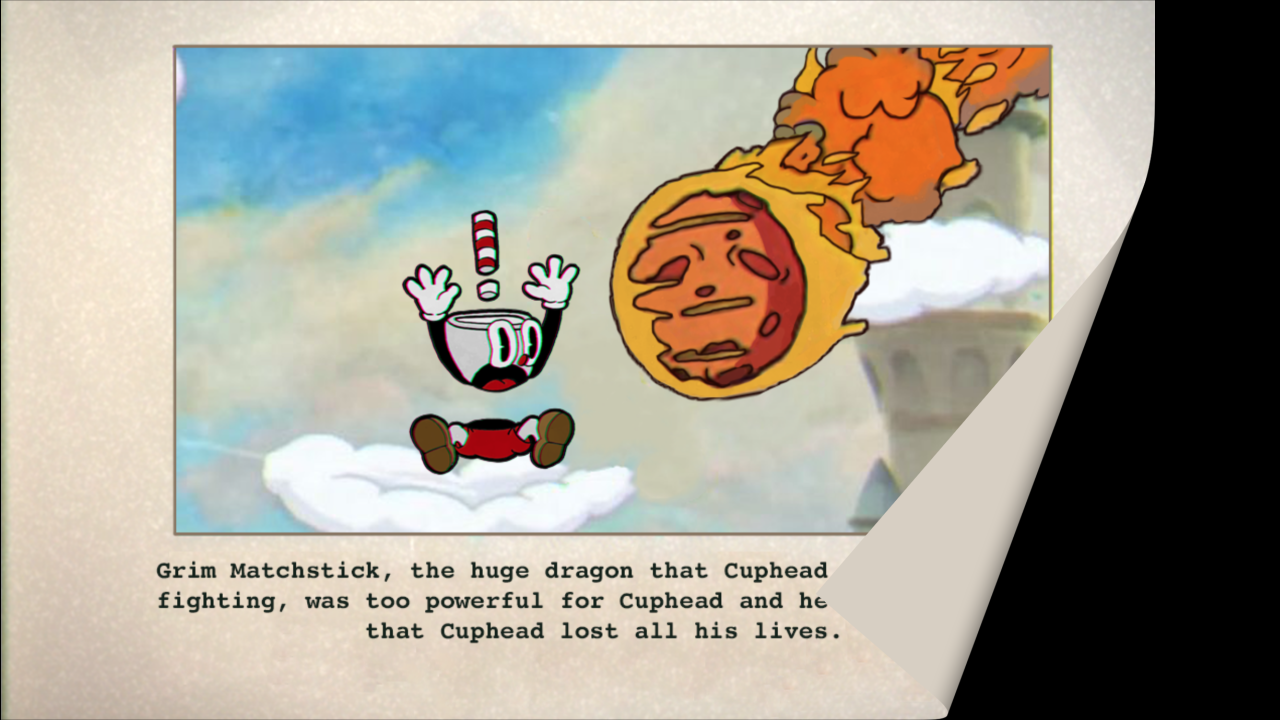 Grim Matchstick, the huge dragon that Cuphead
fighting, was too powerful for Cuphead and he
that Cuphead lost all his lives.